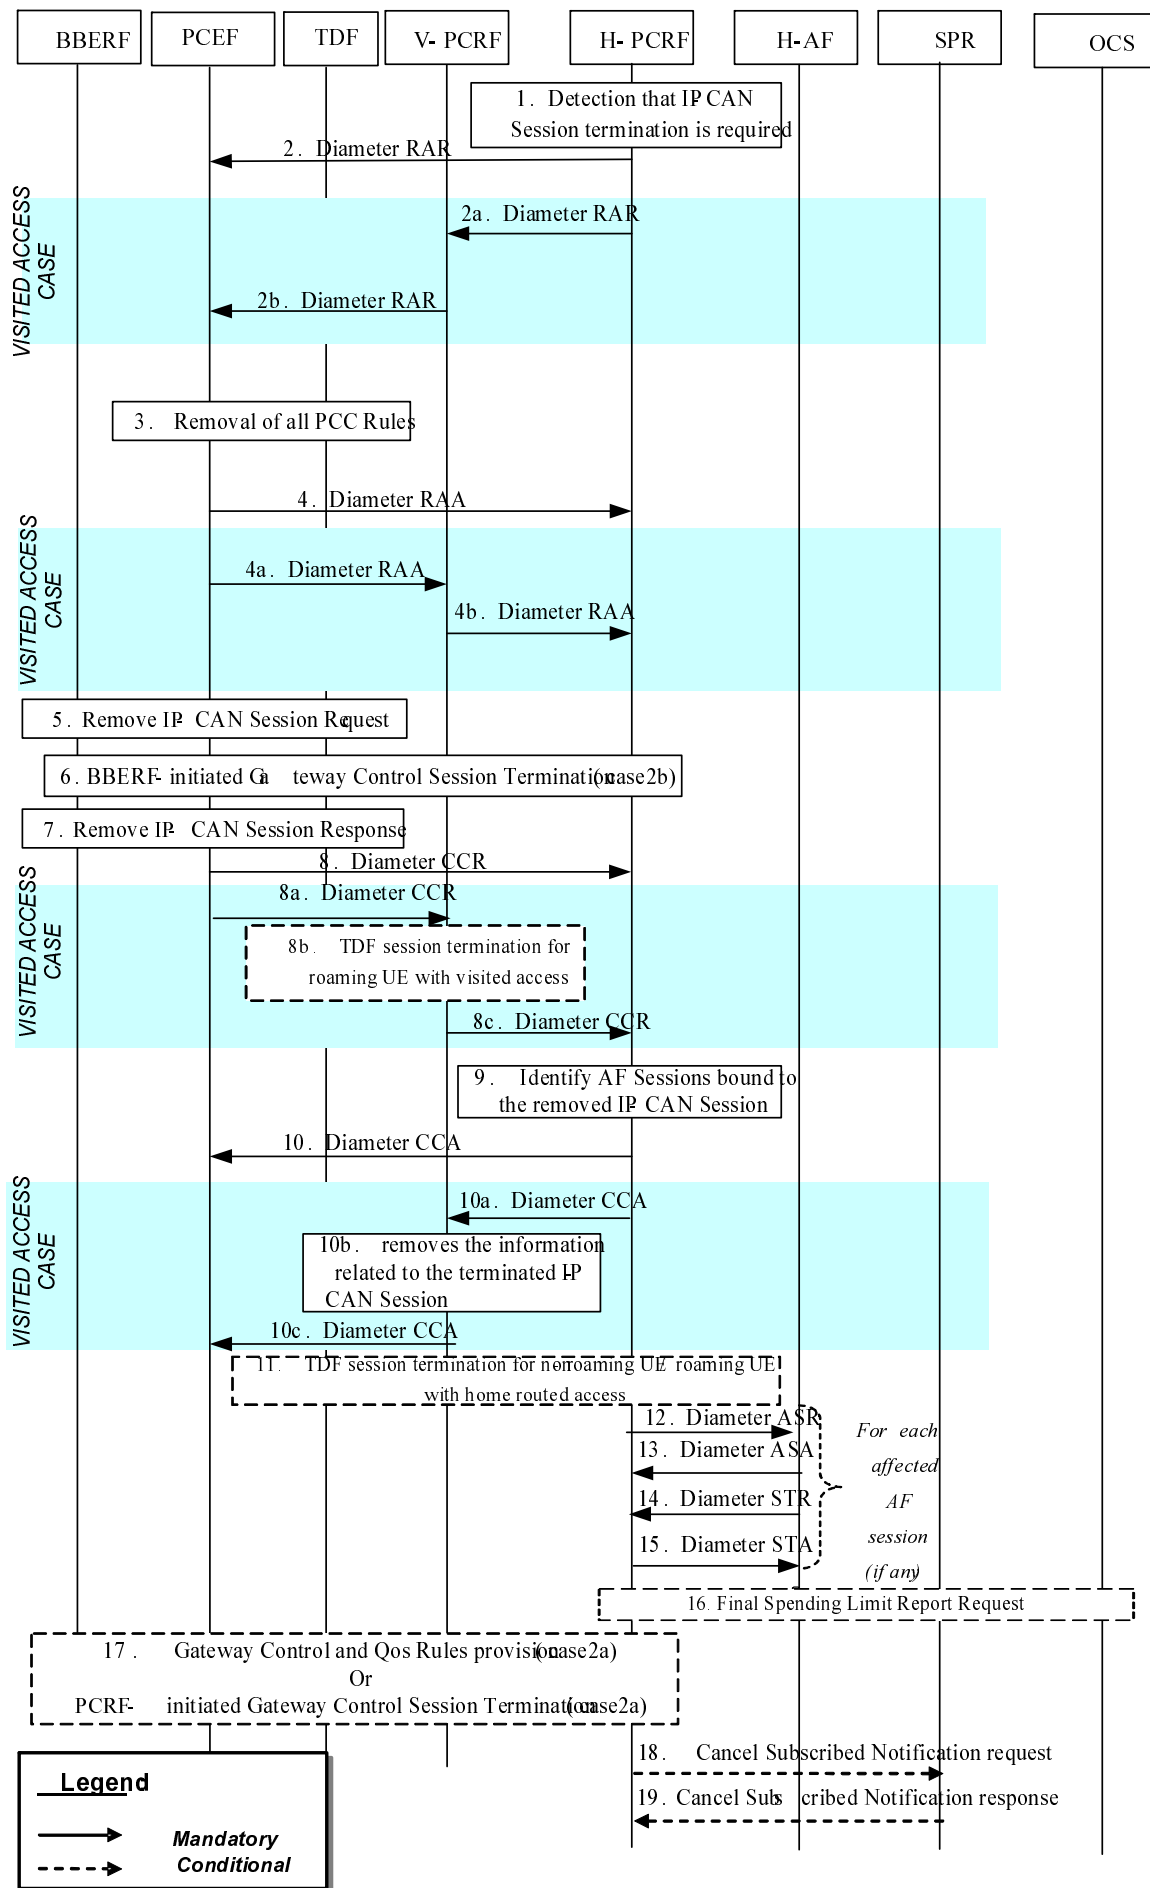 BBERF PCEF TDF V- PCRF H- PCRF H-AF SPR OCS
1. Detection that IP-CAN
Session termination is required
2. Diameter RAR
VISITED ACCESS
CASE
2a. Diameter RAR
2b. Diameter RAR
3. Removal of all PCC Rules
4. Diameter RAA
VISITED ACCESS
CASE
4a. Diameter RAA
4b. Diameter RAA
5. Remove IP- CAN Session Request
6. BBERF- initiated Gateway Control Session Termination (case2b)
7. Remove IP- CAN Session Response
8. Diameter CCR
VISITED ACCESS
CASE
8a. Diameter CCR
8b. TDF session termination for
roaming UE with visited access
8c. Diameter CCR
9. Identify AF Sessions bound to
the removed IP- CAN Session
10. Diameter CCA
VISITED ACCESS
CASE
10a. Diameter CCA
10b. removes the information
related to the terminated IP-
CAN Session
10c. Diameter CCA
11. TDF session termination for non-roaming UE/ roaming UE
with home routed access
12. Diameter ASR
13. Diameter ASA
14. Diameter STR
15. Diameter STA
For each
affected
AF
session
(if any)
16. Final Spending Limit Report Request
17. Gateway Control and Qos Rules provision (case2a)
Or
PCRF- initiated Gateway Control Session Termination (case2a)
18. Cancel Subscribed Notification request
19. Cancel Subscribed Notification response
Legend
Mandatory
Conditional